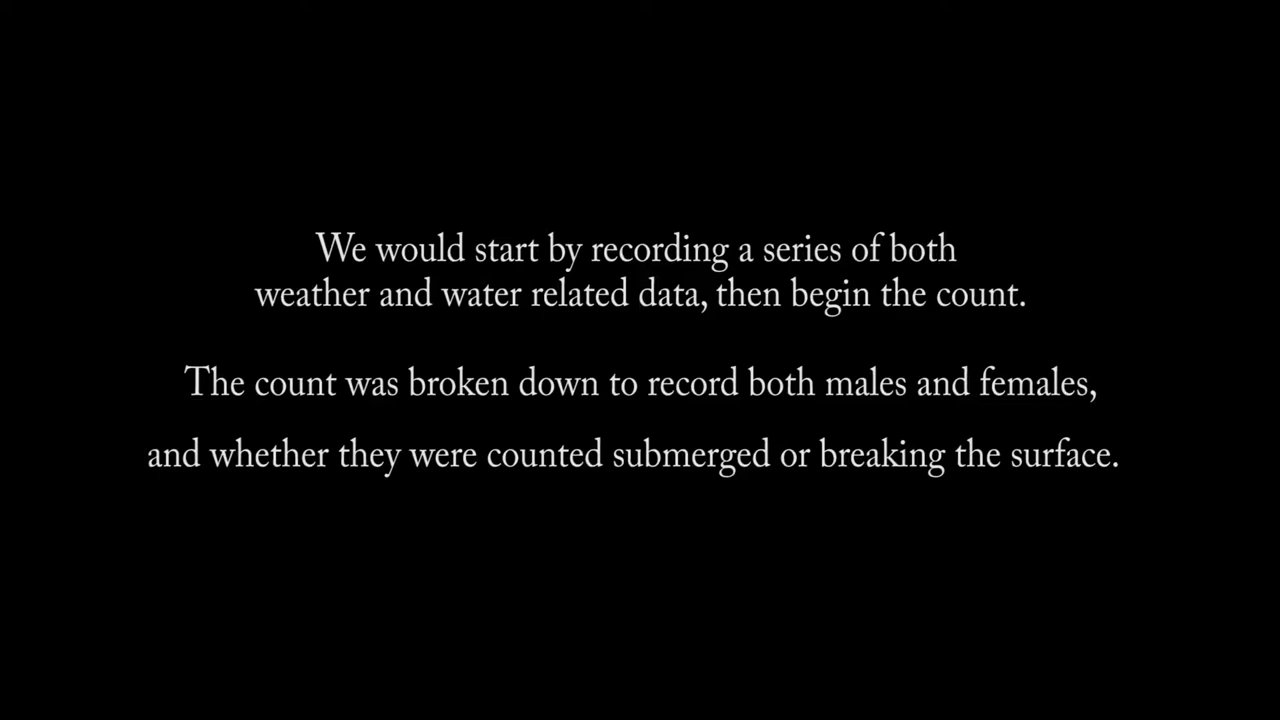 We would start by recording a series of both
weather and water related data, then begin the count.
The count was broken down to record both males and females,
and whether they were counted submerged or breaking the surface.